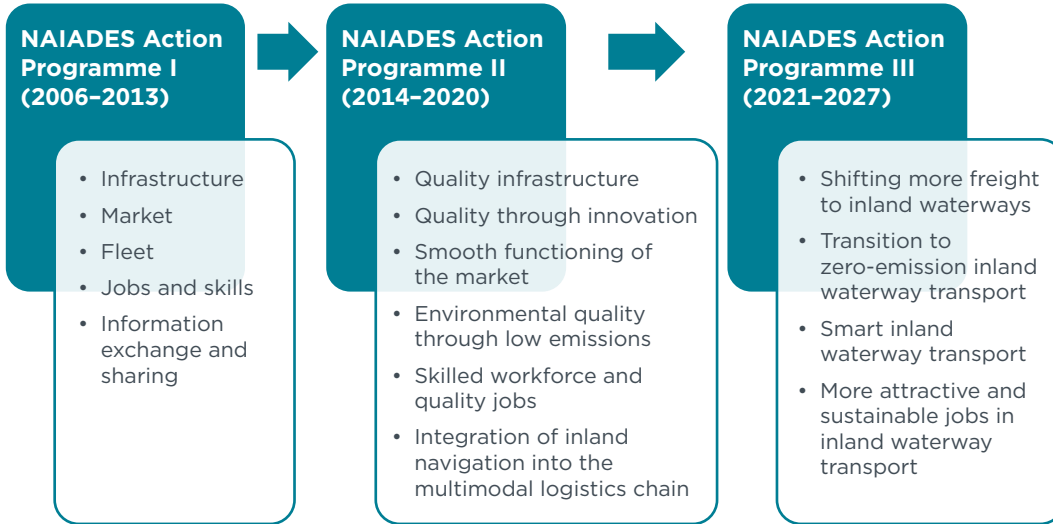 NAIADES Action
Programme I
(2006–2013)
• Infrastructure
• Market
• Fleet
• Jobs and skills
• Information
exchange and
sharing
NAIADES Action
Programme II
(2014–2020)
• Quality infrastructure
• Quality through innovation
• Smooth functioning of
the market
• Environmental quality
through low emissions
• Skilled workforce and
quality jobs
• Integration of inland
navigation into the
multimodal logistics chain
NAIADES Action
Programme III
(2021–2027)
• Shifting more freight
to inland waterways
• Transition to
zero-emission inland
waterway transport
• Smart inland
waterway transport
• More attractive and
sustainable jobs in
inland waterway
transport